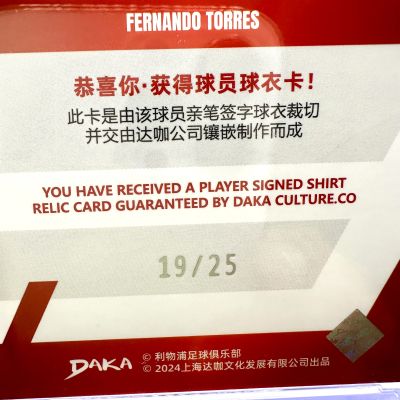 FERNANDO TORRES
恭喜你·获得球员球衣卡！
此卡是由该球员亲笔签字球衣裁切
并交由达咖公司镶嵌制作而成
YOU HAVE RECEIVED A PLAYER SIGNED SHIRT
RELIC CARD GUARANTEED BY DAKA CULTURE.CO
19/25
DAKA
© 利物浦足球俱乐部
© 2024上海达咖文化发展有限公司出品